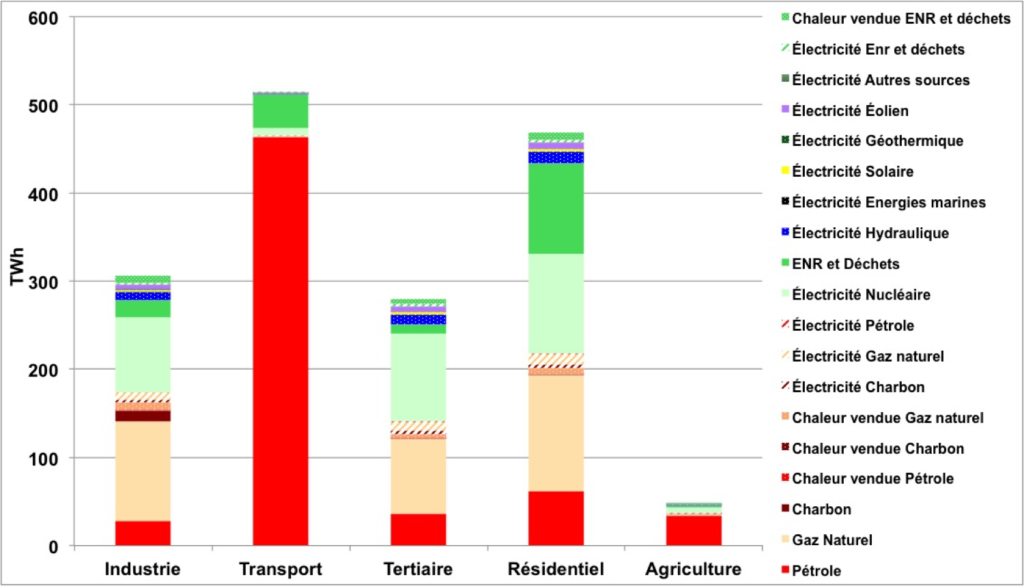 600
500
400
300
200
100
0
TWh
Industrie
Transport
Tertiaire
Résidentiel
Agriculture
Chaleur vendue ENR et déchets
Électricité Enr et déchets
Électricité Autres sources
Électricité Éolien
Électricité Géothermique
Électricité Solaire
Électricité Energies marines
Électricité Hydraulique
ENR et Déchets
Électricité Nucléaire
Électricité Pétrole
Électricité Gaz naturel
Électricité Charbon
Chaleur vendue Gaz naturel
Chaleur vendue Charbon
Chaleur vendue Pétrole
Charbon
Gaz Naturel
Pétrole